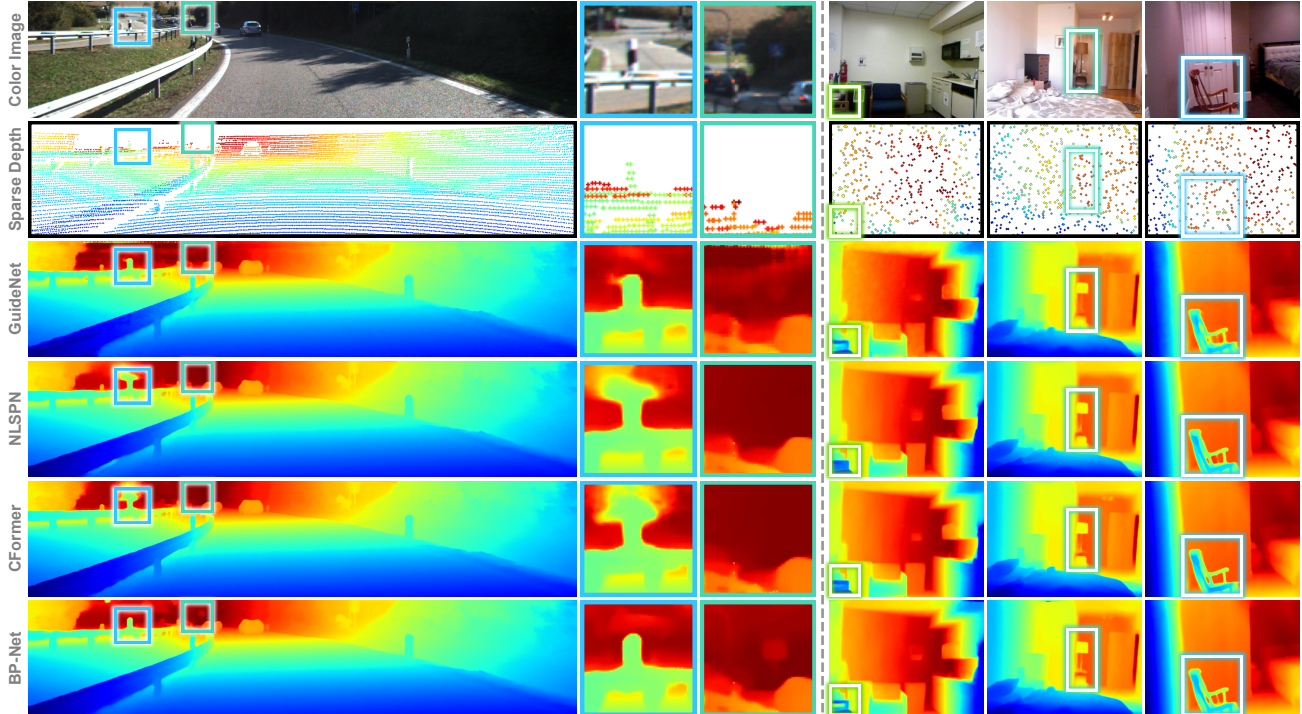 Color Image
Sparse Depth
GuideNet
NLSPN
CFormer
BP-Net